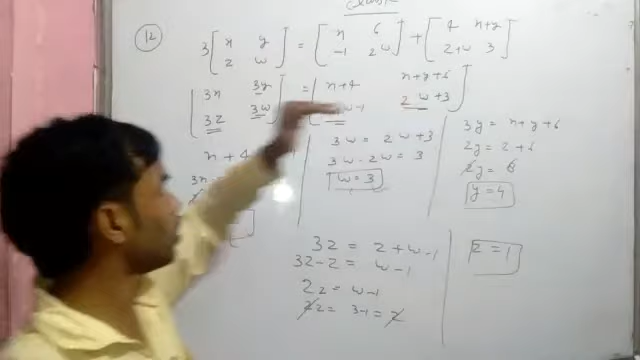 12
3 [ x y ] = [ x 6 ] + [ 4 x+y ]
[ z w ] [ -1 2w ] [ z+w 3 ]
[ 3x 3y ] = [ x+4 x+y+6 ]
[ 3z 3w ] [ w-1 2w+3 ]
x + 4
3x =
3w = 2w+3
3w - 2w = 3
w = 3
3y = x+y+6
2y = 2+6
2y = 8
y = 4
3z = z+w-1
3z-z = w-1
2z = w-1
2z = 3-1 = 2
z = 1